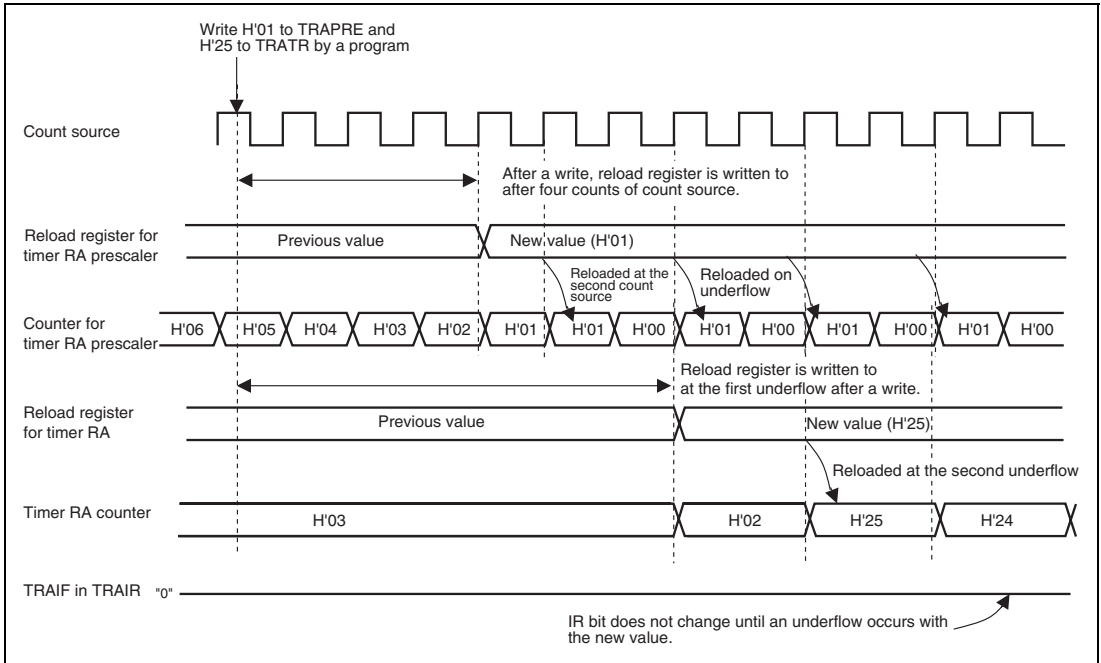 Write H'01 to TRAPRE and
H'25 to TRATR by a program
Count source
After a write, reload register is written to
after four counts of count source.
Reload register for
timer RA prescaler
Previous value
New value (H'01)
Reloaded at the
second count
source
Reloaded on
underflow
Counter for
timer RA prescaler
H'06 H'05 H'04 H'03 H'02 H'01 H'01 H'00 H'01 H'00 H'01 H'00 H'01 H'00
Reload register is written to
at the first underflow after a write.
Reload register
for timer RA
Previous value
New value (H'25)
Reloaded at the second underflow
Timer RA counter
H'03 H'02 H'25 H'24
TRAIF in TRAIR "0"
IR bit does not change until an underflow occurs with
the new value.